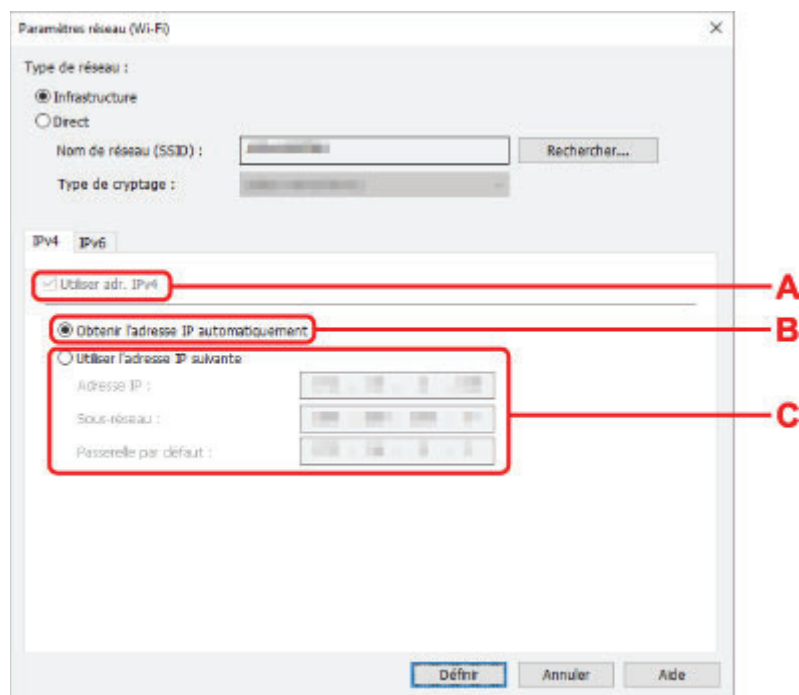 Paramètres réseau (Wi-Fi)
Type de réseau :
Infrastructure
Direct
Nom de réseau (SSID) :
Rechercher...
Type de cryptage :
IPv4 IPv6
Utiliser adr. IPv4
A
Obtenir l'adresse IP automatiquement
B
Utiliser l'adresse IP suivante
Adresse IP :
Sous-réseau :
C
Passerelle par défaut :
Définir Annuler Aide